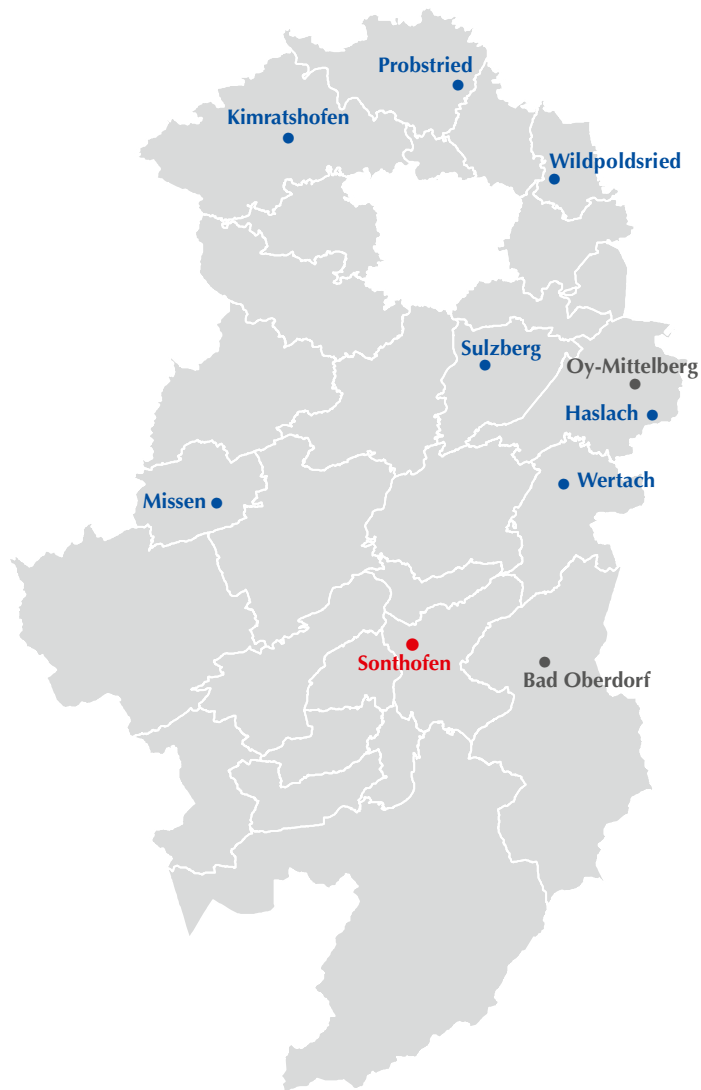 Probstried
Kimratshofen
Wildpoldsried
Sulzberg
Oy-Mittelberg
Haslach
Wertach
Missen
Sonthofen
Bad Oberdorf